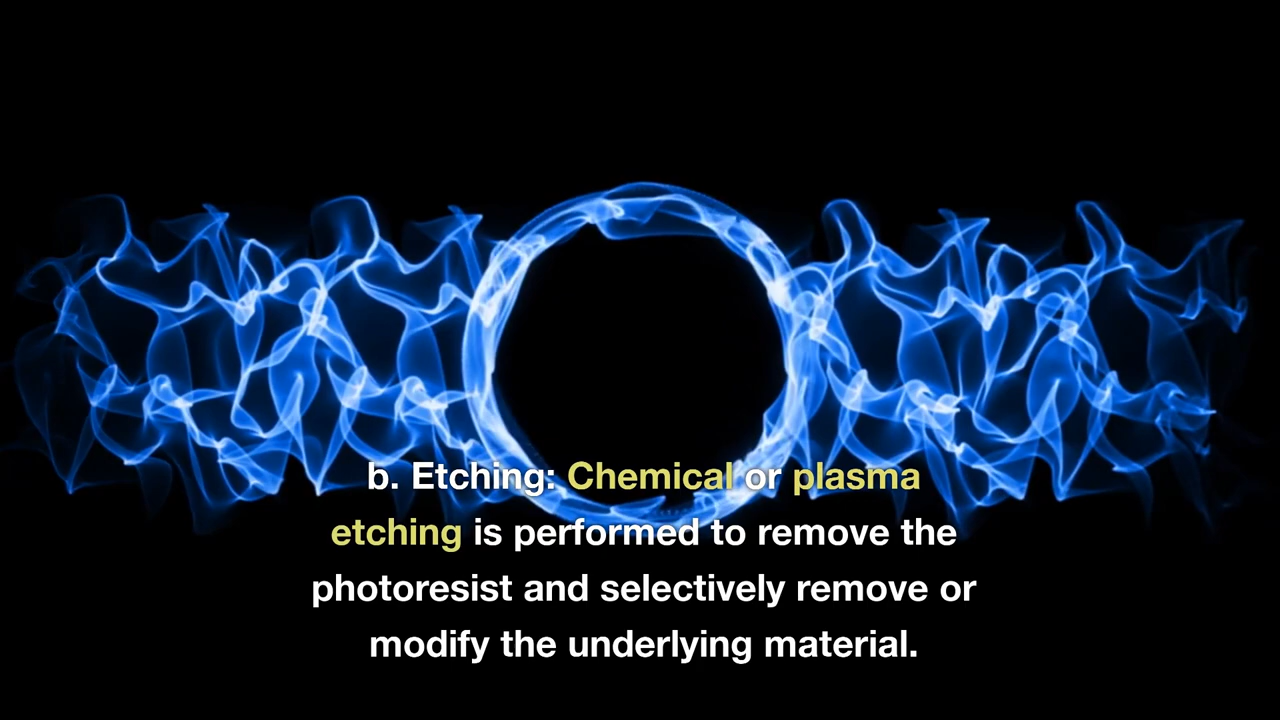 b. Etching: Chemical or plasma
etching is performed to remove the
photoresist and selectively remove or
modify the underlying material.